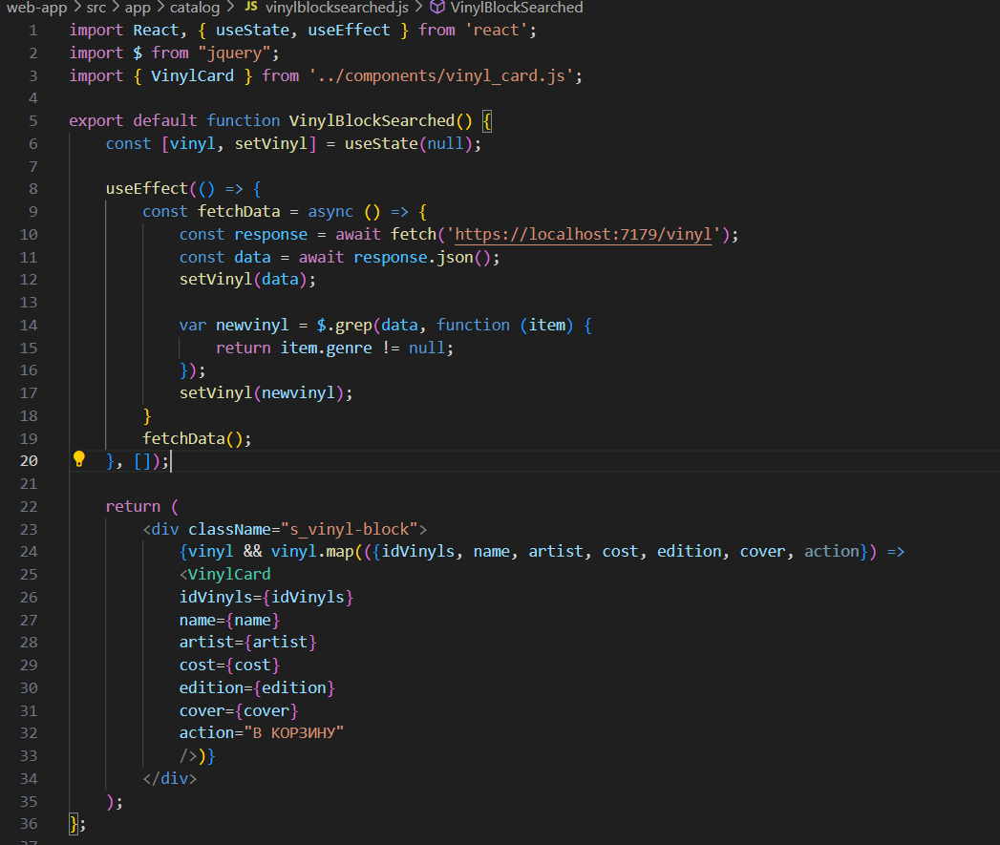 web-app > src > app > catalog > JS vinylblocksearched.js > VinylBlockSearched
1 import React, { useState, useEffect } from 'react';
2 import $ from "jquery";
3 import { VinylCard } from '../components/vinyl_card.js';
4
5 export default function VinylBlockSearched() {
6 const [vinyl, setVinyl] = useState(null);
7
8 useEffect(() => {
9 const fetchData = async () => {
10 const response = await fetch('https://localhost:7179/vinyl');
11 const data = await response.json();
12 setVinyl(data);
13
14 var newvinyl = $.grep(data, function (item) {
15 return item.genre != null;
16 });
17 setVinyl(newvinyl);
18 }
19 fetchData();
20 }, []);
21
22 return (
23 <div className="s_vinyl-block">
24 {vinyl && vinyl.map(({idVinyls, name, artist, cost, edition, cover, action}) =>
25 <VinylCard
26 idVinyls={idVinyls}
27 name={name}
28 artist={artist}
29 cost={cost}
30 edition={edition}
31 cover={cover}
32 action="В КОРЗИНУ"
33 />)}
34 </div>
35 );
36 };
37